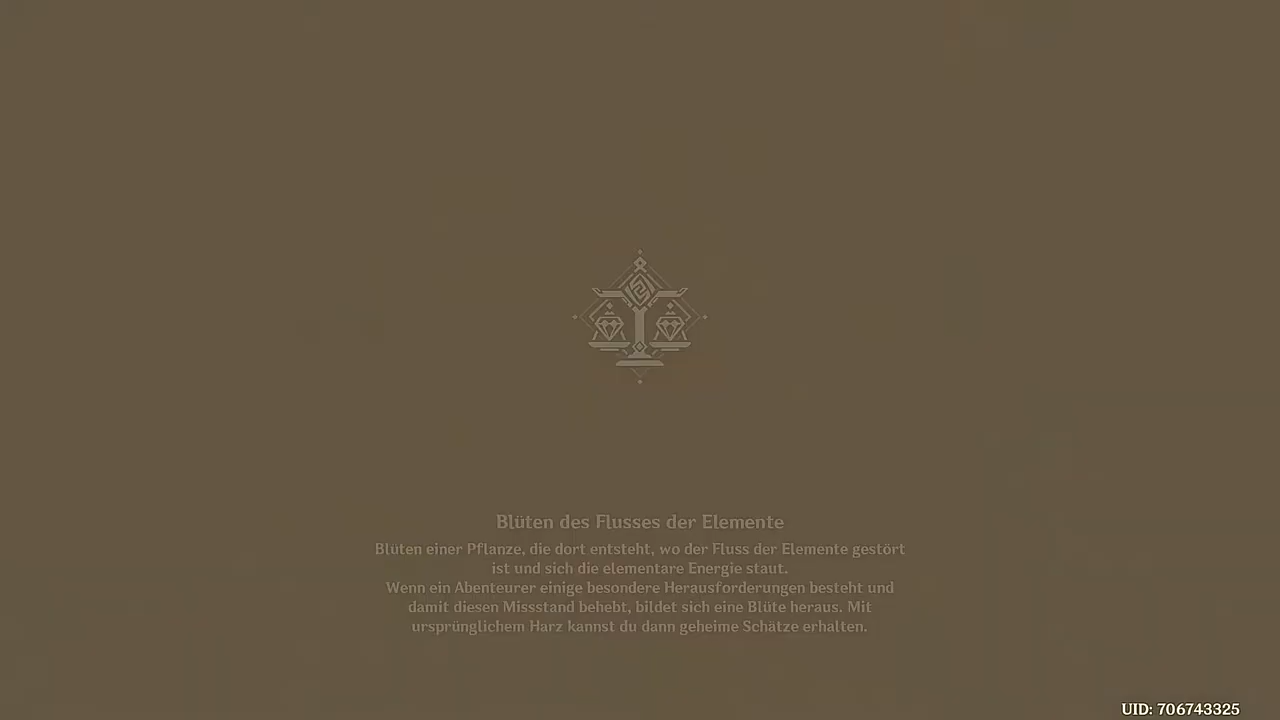 Blüten des Flusses der Elemente
Blüten einer Pflanze, die dort entsteht, wo der Fluss der Elemente gestört
ist und sich die elementare Energie staut.
Wenn ein Abenteurer einige besondere Herausforderungen besteht und
damit diesen Missstand behebt, bildet sich eine Blüte heraus. Mit
ursprünglichem Harz kannst du dann geheime Schätze erhalten.
UID: 706743325